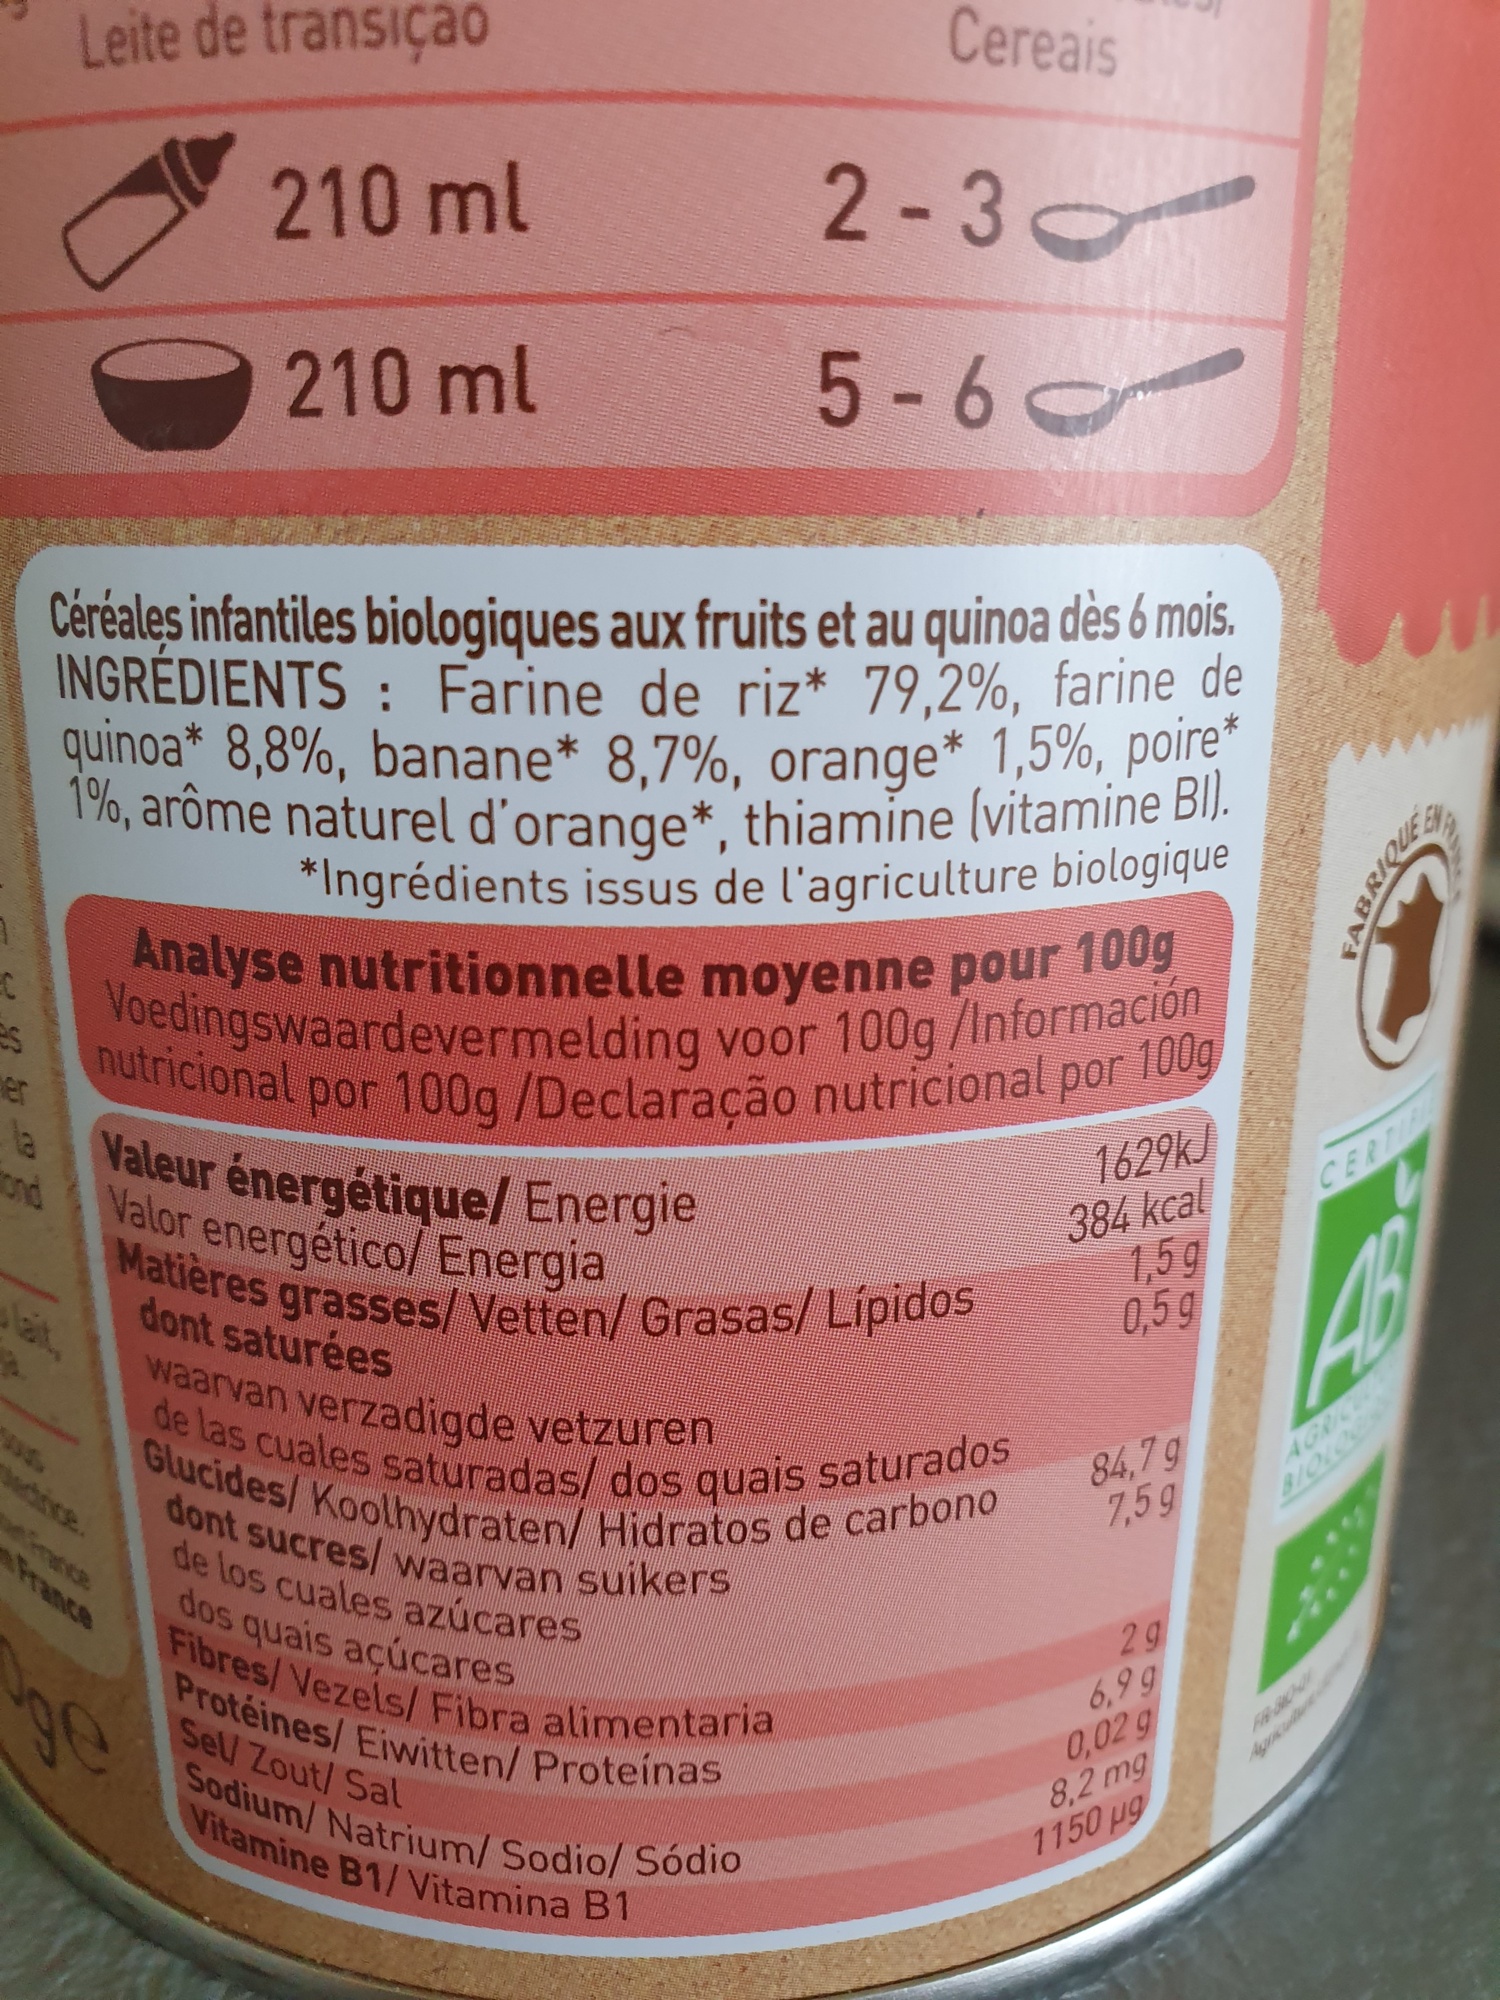 Leite de transição
Cereais
210 ml 2 - 3
210 ml 5 - 6
Céréales infantiles biologiques aux fruits et au quinoa dès 6 mois.
INGRÉDIENTS : Farine de riz* 79,2%, farine de
quinoa* 8,8%, banane* 8,7%, orange* 1,5%, poire*
1%, arôme naturel d'orange*, thiamine (vitamine B1).
*Ingrédients issus de l'agriculture biologique
Analyse nutritionnelle moyenne pour 100g
Voedingswaardevermelding voor 100g /Información
nutricional por 100g /Declaração nutricional por 100g
Valeur énergétique/ Energie 1629kJ
Valor energético/ Energia 384 kcal
Matières grasses/ Vetten/ Grasas/ Lípidos 1,5 g
dont saturées 0,5 g
waarvan verzadigde vetzuren
de las cuales saturadas/ dos quais saturados
Glucides/ Koolhydraten/ Hidratos de carbono 84,7 g
dont sucres/ waarvan suikers 7,5 g
de los cuales azúcares
dos quais açúcares
Fibres/ Vezels/ Fibra alimentaria 2 g
Protéines/ Eiwitten/ Proteínas 6,9 g
Sel/ Zout/ Sal 0,02 g
Sodium/ Natrium/ Sodio/ Sódio 8,2 mg
Vitamine B1/ Vitamina B1 1150 µg
FABRIQUÉ EN
AB
la
lait,
France
France